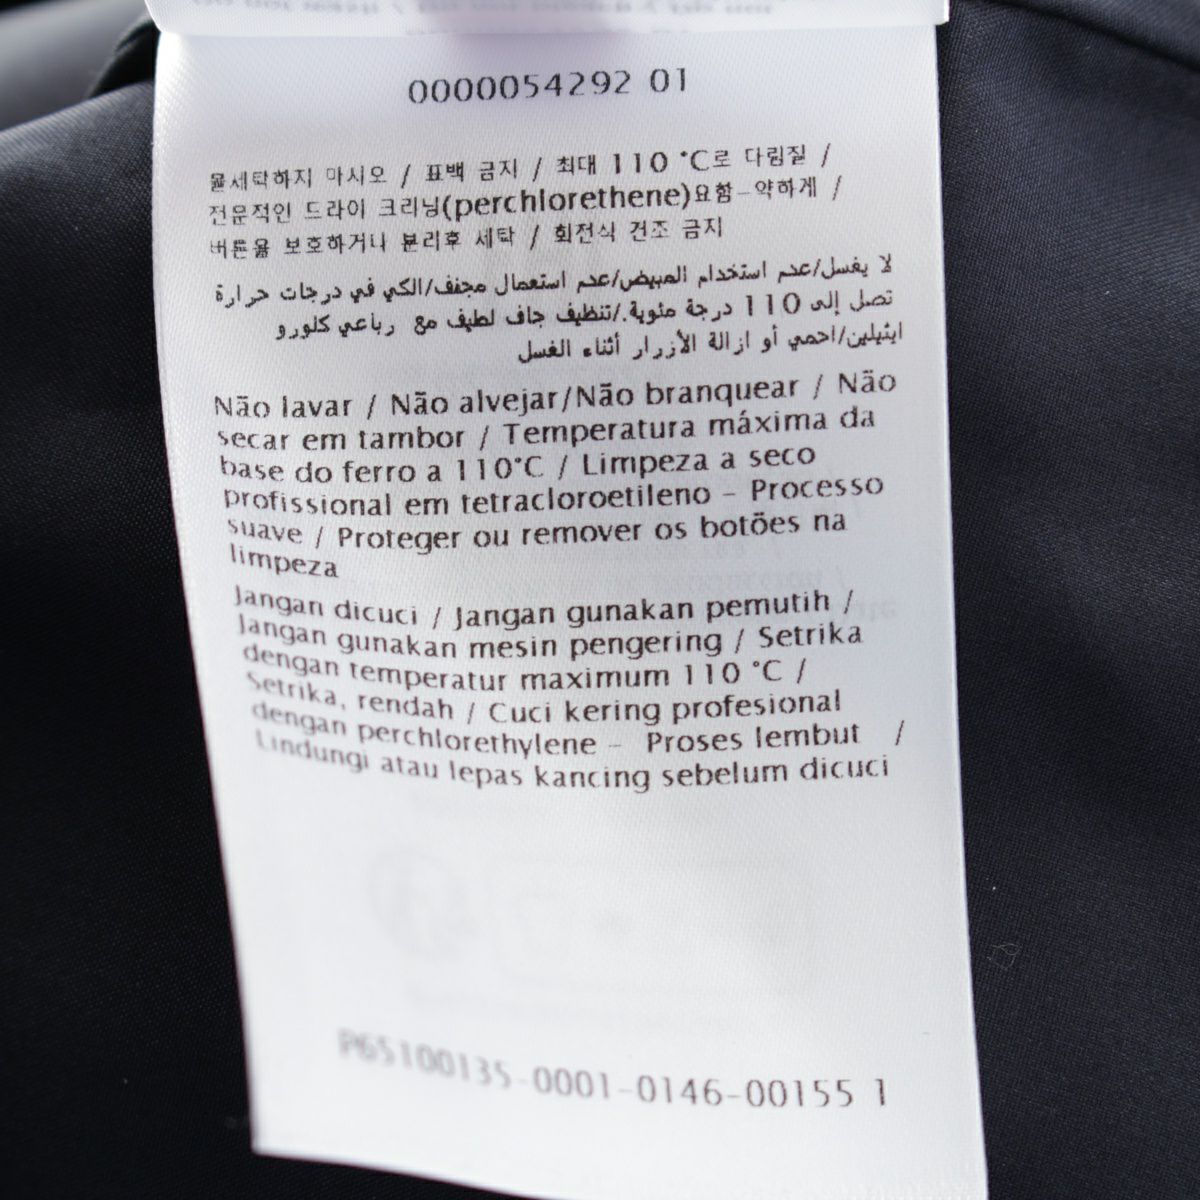 0000054292 01
물세탁하지 마시오 / 표백 금지 / 최대 110 °C로 다림질 /
전문적인 드라이 크리닝(perchlorethene)요함-약하게 /
버튼을 보호하거나 분리후 세탁 / 회전식 건조 금지
لا يغسل/عدم استخدام المبيض/عدم استعمال مجفف/الكي في درجات حرارة
تصل إلى 110 درجة مئوية./تنظيف جاف لطيف مع رباعي كلورو
ايثيلين/احمي أو ازالة الأزرار أثناء الغسل
Não lavar / Não alvejar/Não branquear / Não
secar em tambor / Temperatura máxima da
base do ferro a 110°C / Limpeza a seco
profissional em tetracloroetileno - Processo
suave / Proteger ou remover os botões na
limpeza
Jangan dicuci / Jangan gunakan pemutih /
Jangan gunakan mesin pengering / Setrika
dengan temperatur maximum 110 °C /
Setrika, rendah / Cuci kering profesional
dengan perchlorethylene - Proses lembut /
Lindungi atau lepas kancing sebelum dicuci
P65100135-0001-0146-00155 1